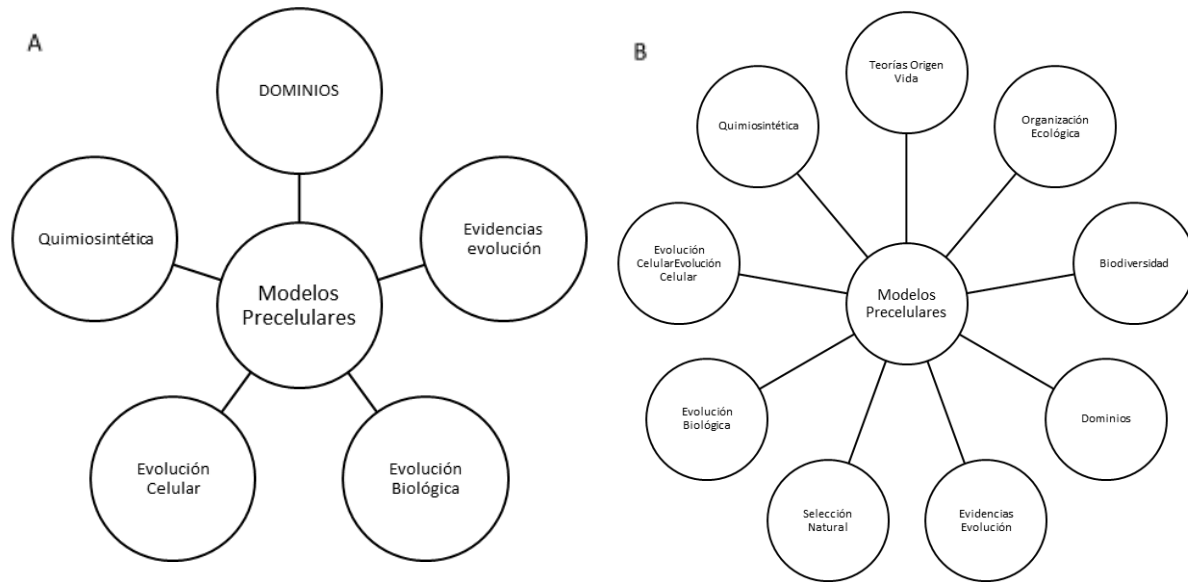 A
DOMINIOS
Evidencias
evolución
Evolución
Biológica
Evolución
Celular
Quimiosintética
Modelos
Precelulares
B
Teorías Origen
Vida
Organización
Ecológica
Biodiversidad
Dominios
Evidencias
Evolución
Selección
Natural
Evolución
Biológica
Evolución
CelularEvolución
Celular
Quimiosintética
Modelos
Precelulares